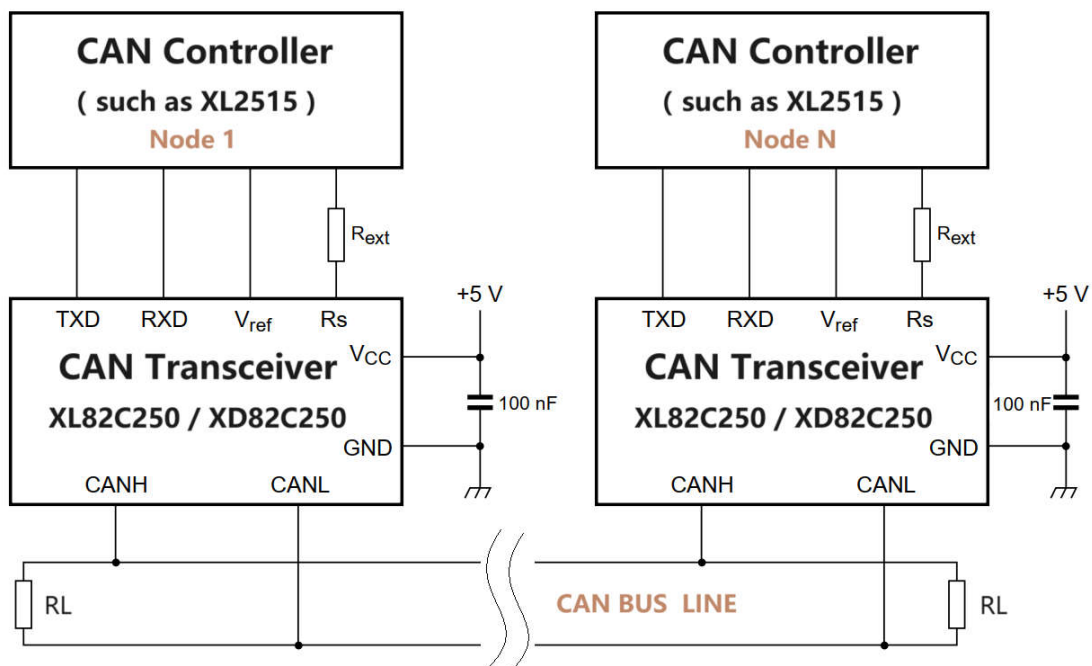 CAN Controller
( such as XL2515 )
Node 1
CAN Controller
( such as XL2515 )
Node N
Rext
Rext
+5 V
+5 V
TXD RXD Vref Rs
VCC
CAN Transceiver
XL82C250 / XD82C250
GND
CANH CANL
100 nF
TXD RXD Vref Rs
VCC
CAN Transceiver
XL82C250 / XD82C250
GND
CANH CANL
100 nF
RL
CAN BUS LINE
RL